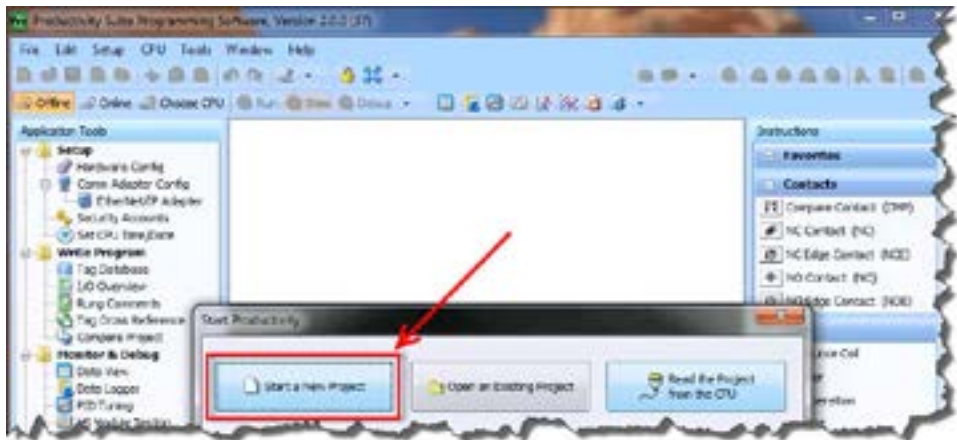 Productivity Suite Programming Software, Version 2.0.0 (37)
File Edit Setup CPU Tools Window Help
Offline Online Choose CPU Run Stop Debug
Application Tools
Setup
Hardware Config
Comm Adapter Config
EtherNet/IP Adapter
Security Accounts
Set CPU Time/Date
Write Program
Tag Database
I/O Overview
Rung Comments
Tag Cross Reference
Compare Project
Monitor & Debug
Data View
Data Logger
PID Tuning
Instructions
Favorites
Contacts
Compare Contact (CMP)
NC Contact (NC)
NC Edge Contact (NCE)
NO Contact (NO)
NO Edge Contact (NOE)
Coil
Start Productivity
Start a New Project
Open an Existing Project
Read the Project
from the CPU